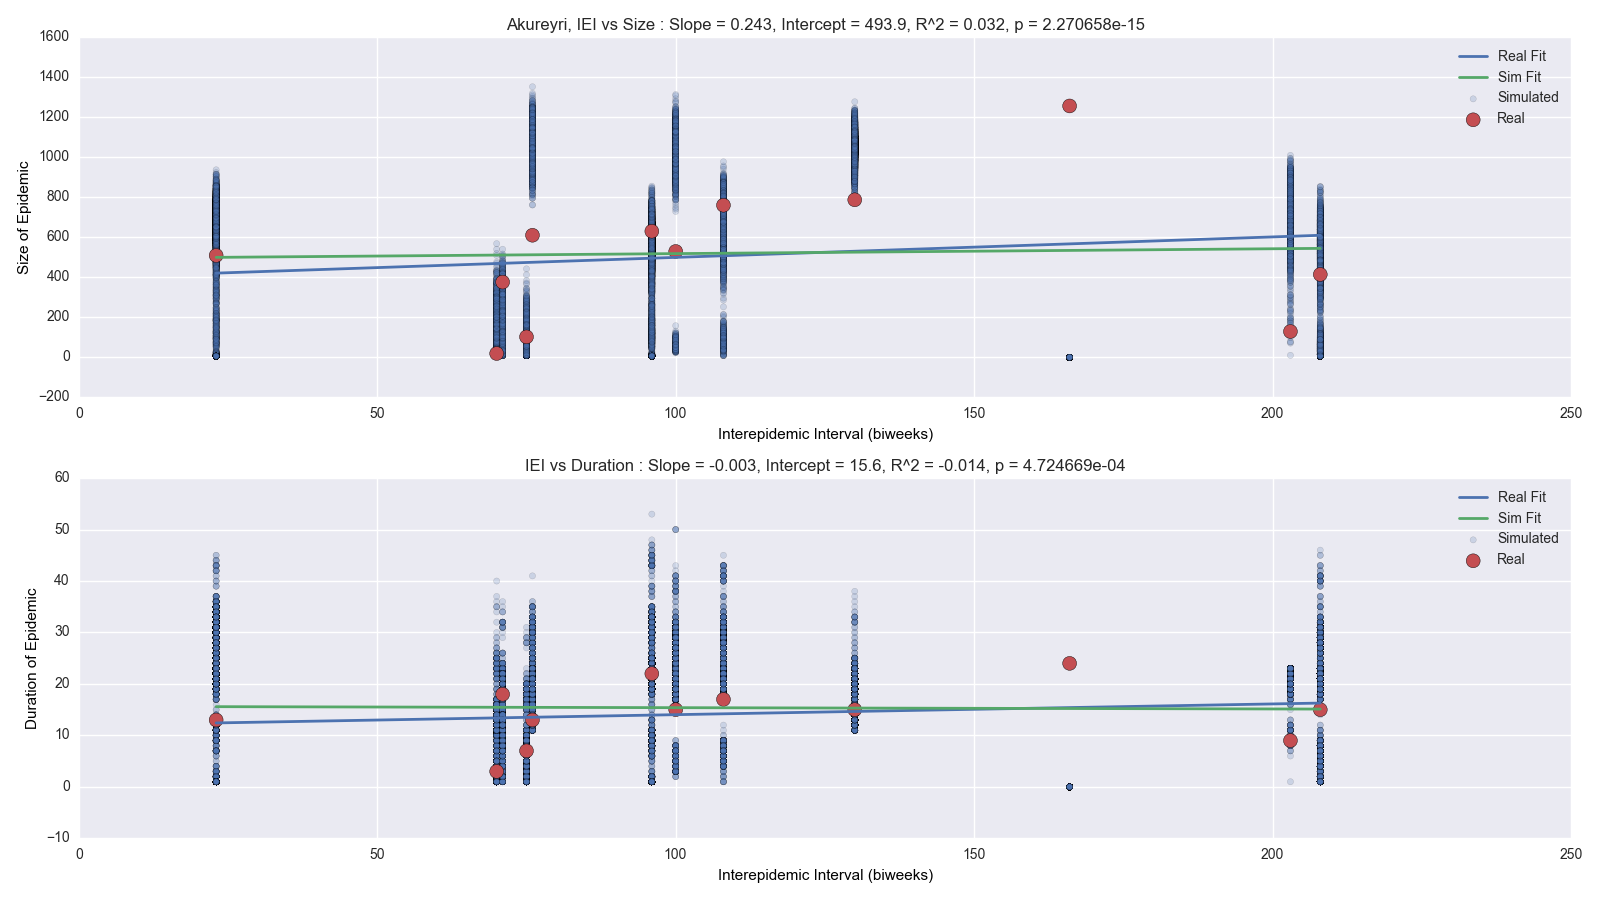 Akureyri, IEI vs Size : Slope = 0.243, Intercept = 493.9, R^2 = 0.032, p = 2.270658e-15
1600
1400
1200
1000
800
600
400
200
0
−200
Size of Epidemic
Real Fit
Sim Fit
Simulated
Real
0 50 100 150 200 250
Interepidemic Interval (biweeks)
IEI vs Duration : Slope = -0.003, Intercept = 15.6, R^2 = -0.014, p = 4.724669e-04
60
50
40
30
20
10
0
−10
Duration of Epidemic
Real Fit
Sim Fit
Simulated
Real
0 50 100 150 200 250
Interepidemic Interval (biweeks)